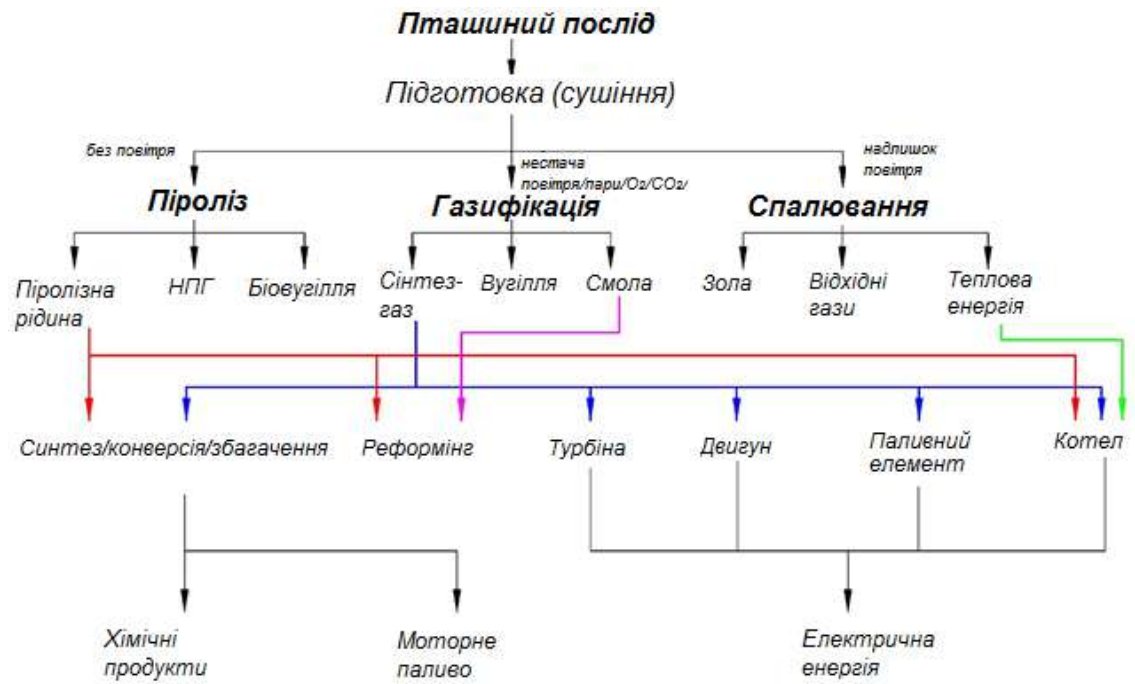 Пташиний послід
Підготовка (сушіння)
без повітря
нестача
повітря/пари/О2/СО2/
надлишок
повітря
Піроліз
Газифікація
Спалювання
Піролізна
рідина
НПГ
Біовугілля
Сінтез-
газ
Вугілля
Смола
Зола
Відхідні
гази
Теплова
енергія
Синтез/конверсія/збагачення
Реформінг
Турбіна
Двигун
Паливний
елемент
Котел
Хімічні
продукти
Моторне
паливо
Електрична
енергія